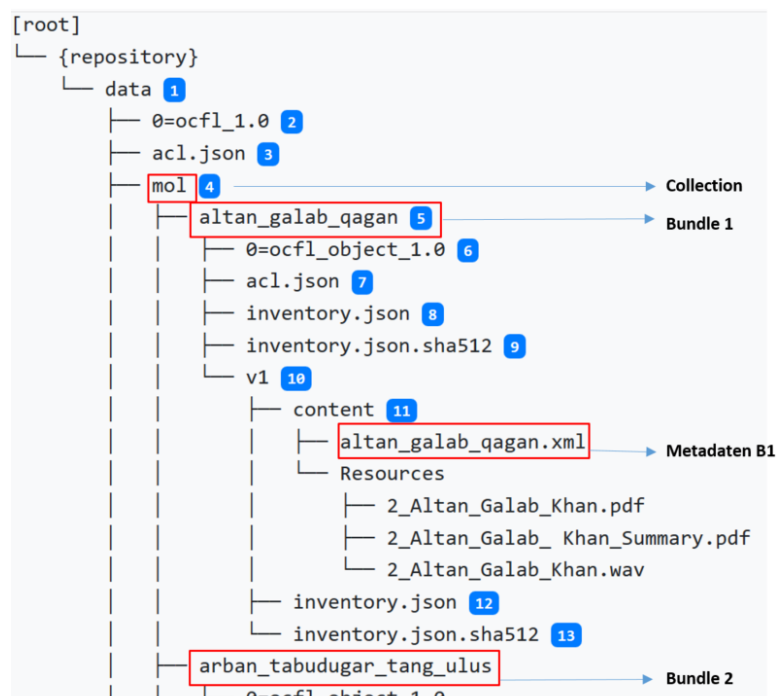 [root]
└── {repository}
└── data 1
├── 0=ocfl_1.0 2
├── acl.json 3
├── mol 4 Collection
│ ├── altan_galab_qagan 5 Bundle 1
│ │ ├── 0=ocfl_object_1.0 6
│ │ ├── acl.json 7
│ │ ├── inventory.json 8
│ │ ├── inventory.json.sha512 9
│ │ └── v1 10
│ │ ├── content 11
│ │ │ ├── altan_galab_qagan.xml Metadaten B1
│ │ │ └── Resources
│ │ │ ├── 2_Altan_Galab_Khan.pdf
│ │ │ ├── 2_Altan_Galab_ Khan_Summary.pdf
│ │ │ └── 2_Altan_Galab_Khan.wav
│ │ ├── inventory.json 12
│ │ └── inventory.json.sha512 13
│ ├── arban_tabudugar_tang_ulus Bundle 2